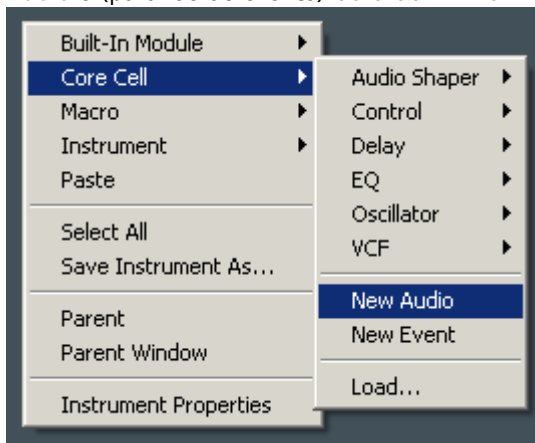 Built-In Module
Core Cell
Macro
Instrument
Paste
Select All
Save Instrument As...
Parent
Parent Window
Instrument Properties
Audio Shaper
Control
Delay
EQ
Oscillator
VCF
New Audio
New Event
Load...